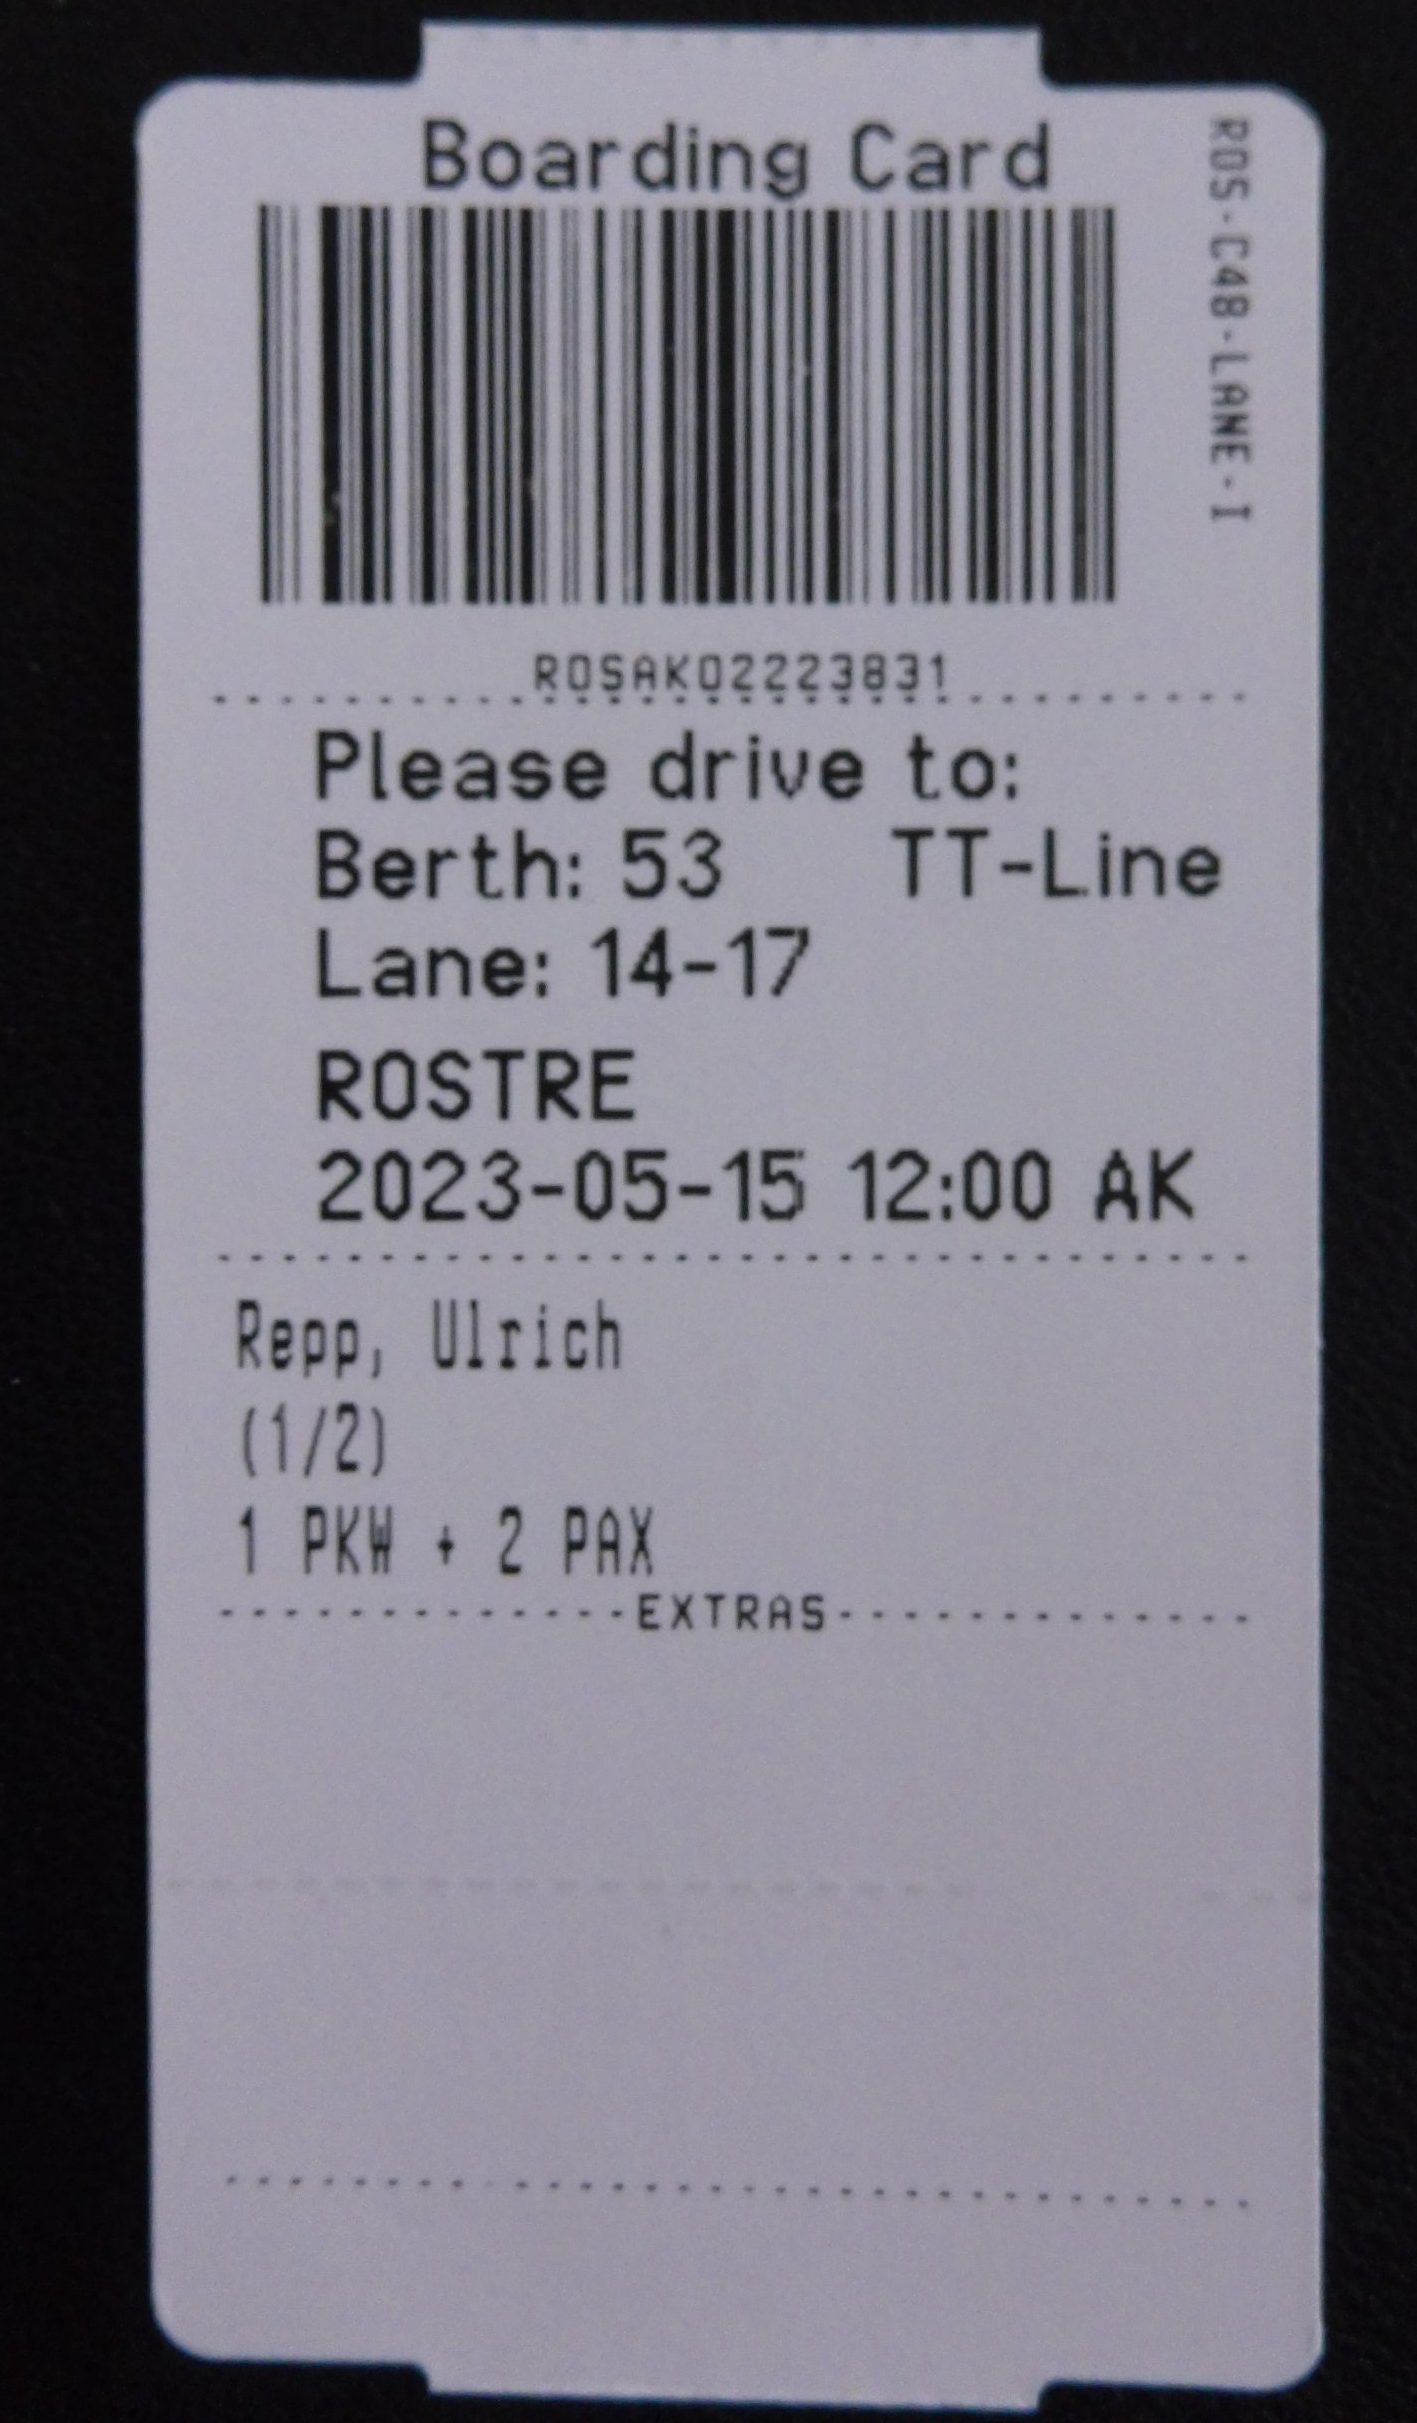 Boarding Card
ROS-C48-LANE-I
ROSAK02223831
Please drive to:
Berth: 53 TT-Line
Lane: 14-17
ROSTRE
2023-05-15 12:00 AK
Repp, Ulrich
(1/2)
1 PKW + 2 PAX
EXTRAS